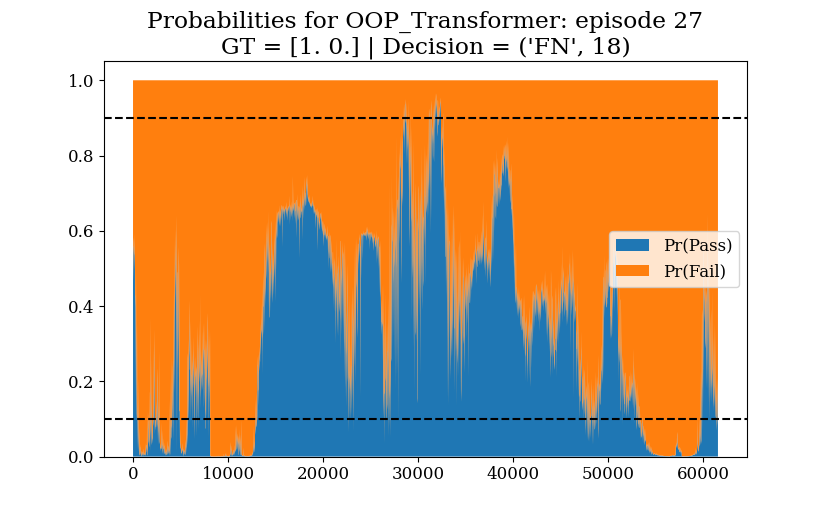 Probabilities for OOP_Transformer: episode 27
GT = [1. 0.] | Decision = ('FN', 18)
1.0
0.8
0.6
0.4
0.2
0.0
Pr(Pass)
Pr(Fail)
0 10000 20000 30000 40000 50000 60000